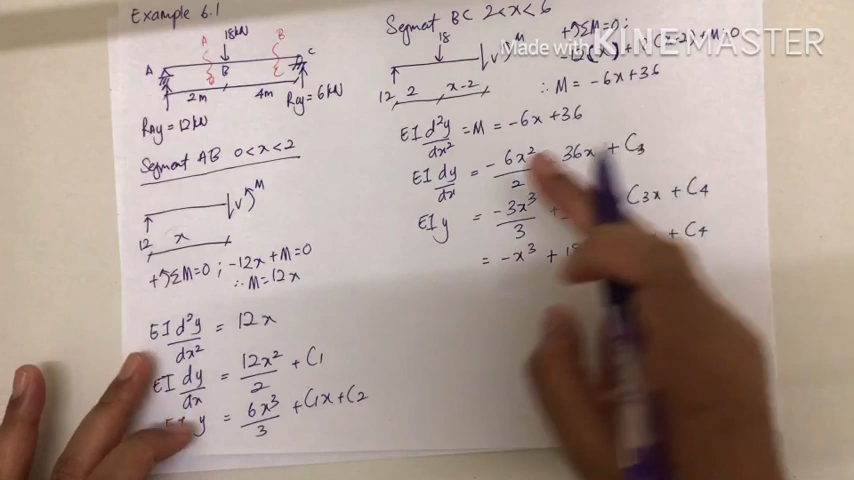 Example 6.1
18kN
A
B
A
B
C
2m
4m
RAy = 12kN
RCy = 6kN
Segment AB 0<x<2
V
M
12
x
+↑ΣM=0 ; -12x + M = 0
∴ M = 12x
EI d²y/dx² = 12x
EI dy/dx = 12x²/2 + C1
y = 6x³/3 + C1x + C2
Segment BC 2<x<6
18
V
M
12
2
x-2
ΣM=0 ;
(x-2) + M = 0
∴ M = -6x + 36
EI d²y/dx² = M = -6x + 36
EI dy/dx = -6x²/2 36x + C3
EI y = -3x³/3 + C3x + C4
= -x³ + + C4
Made with KINEMASTER